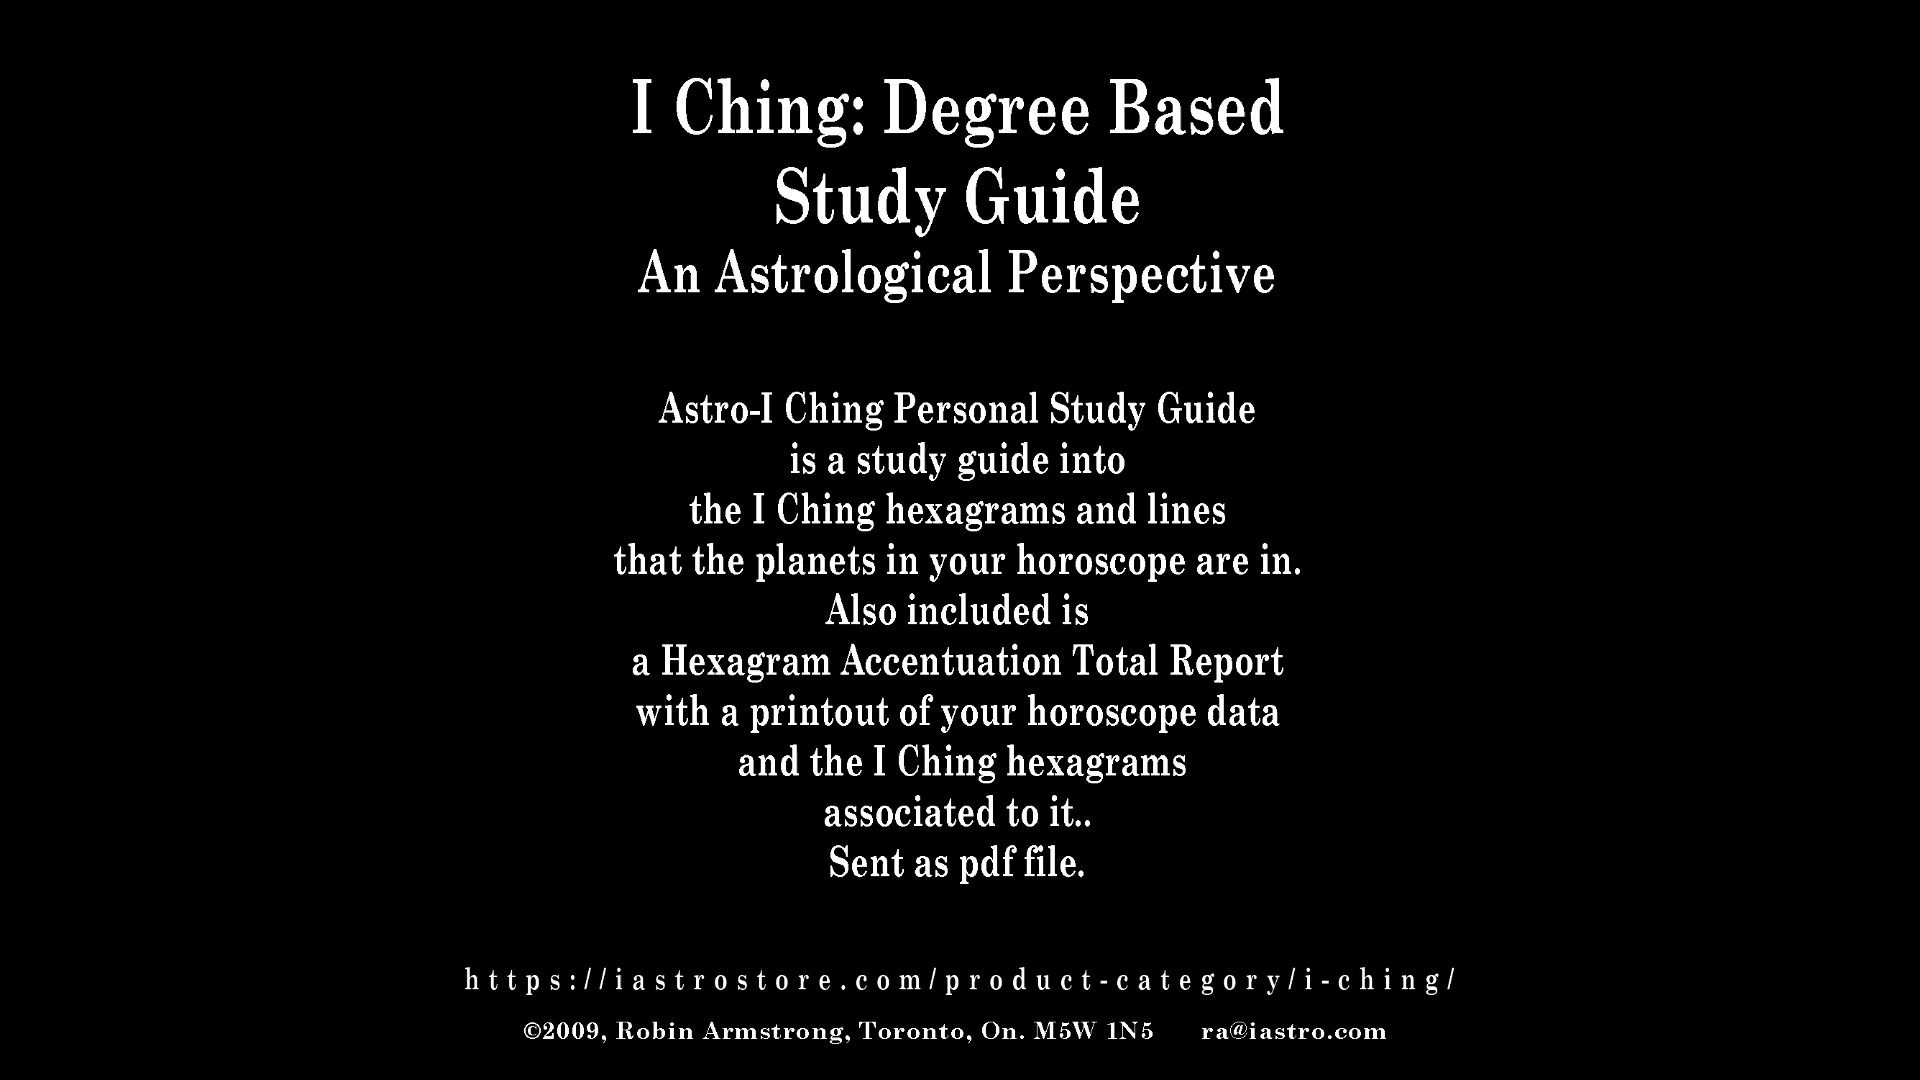 I Ching: Degree Based
Study Guide
An Astrological Perspective
Astro-I Ching Personal Study Guide
is a study guide into
the I Ching hexagrams and lines
that the planets in your horoscope are in.
Also included is
a Hexagram Accentuation Total Report
with a printout of your horoscope data
and the I Ching hexagrams
associated to it..
Sent as pdf file.
https://iastrostore.com/product-category/i-ching/
©2009, Robin Armstrong, Toronto, On. M5W 1N5 ra@iastro.com